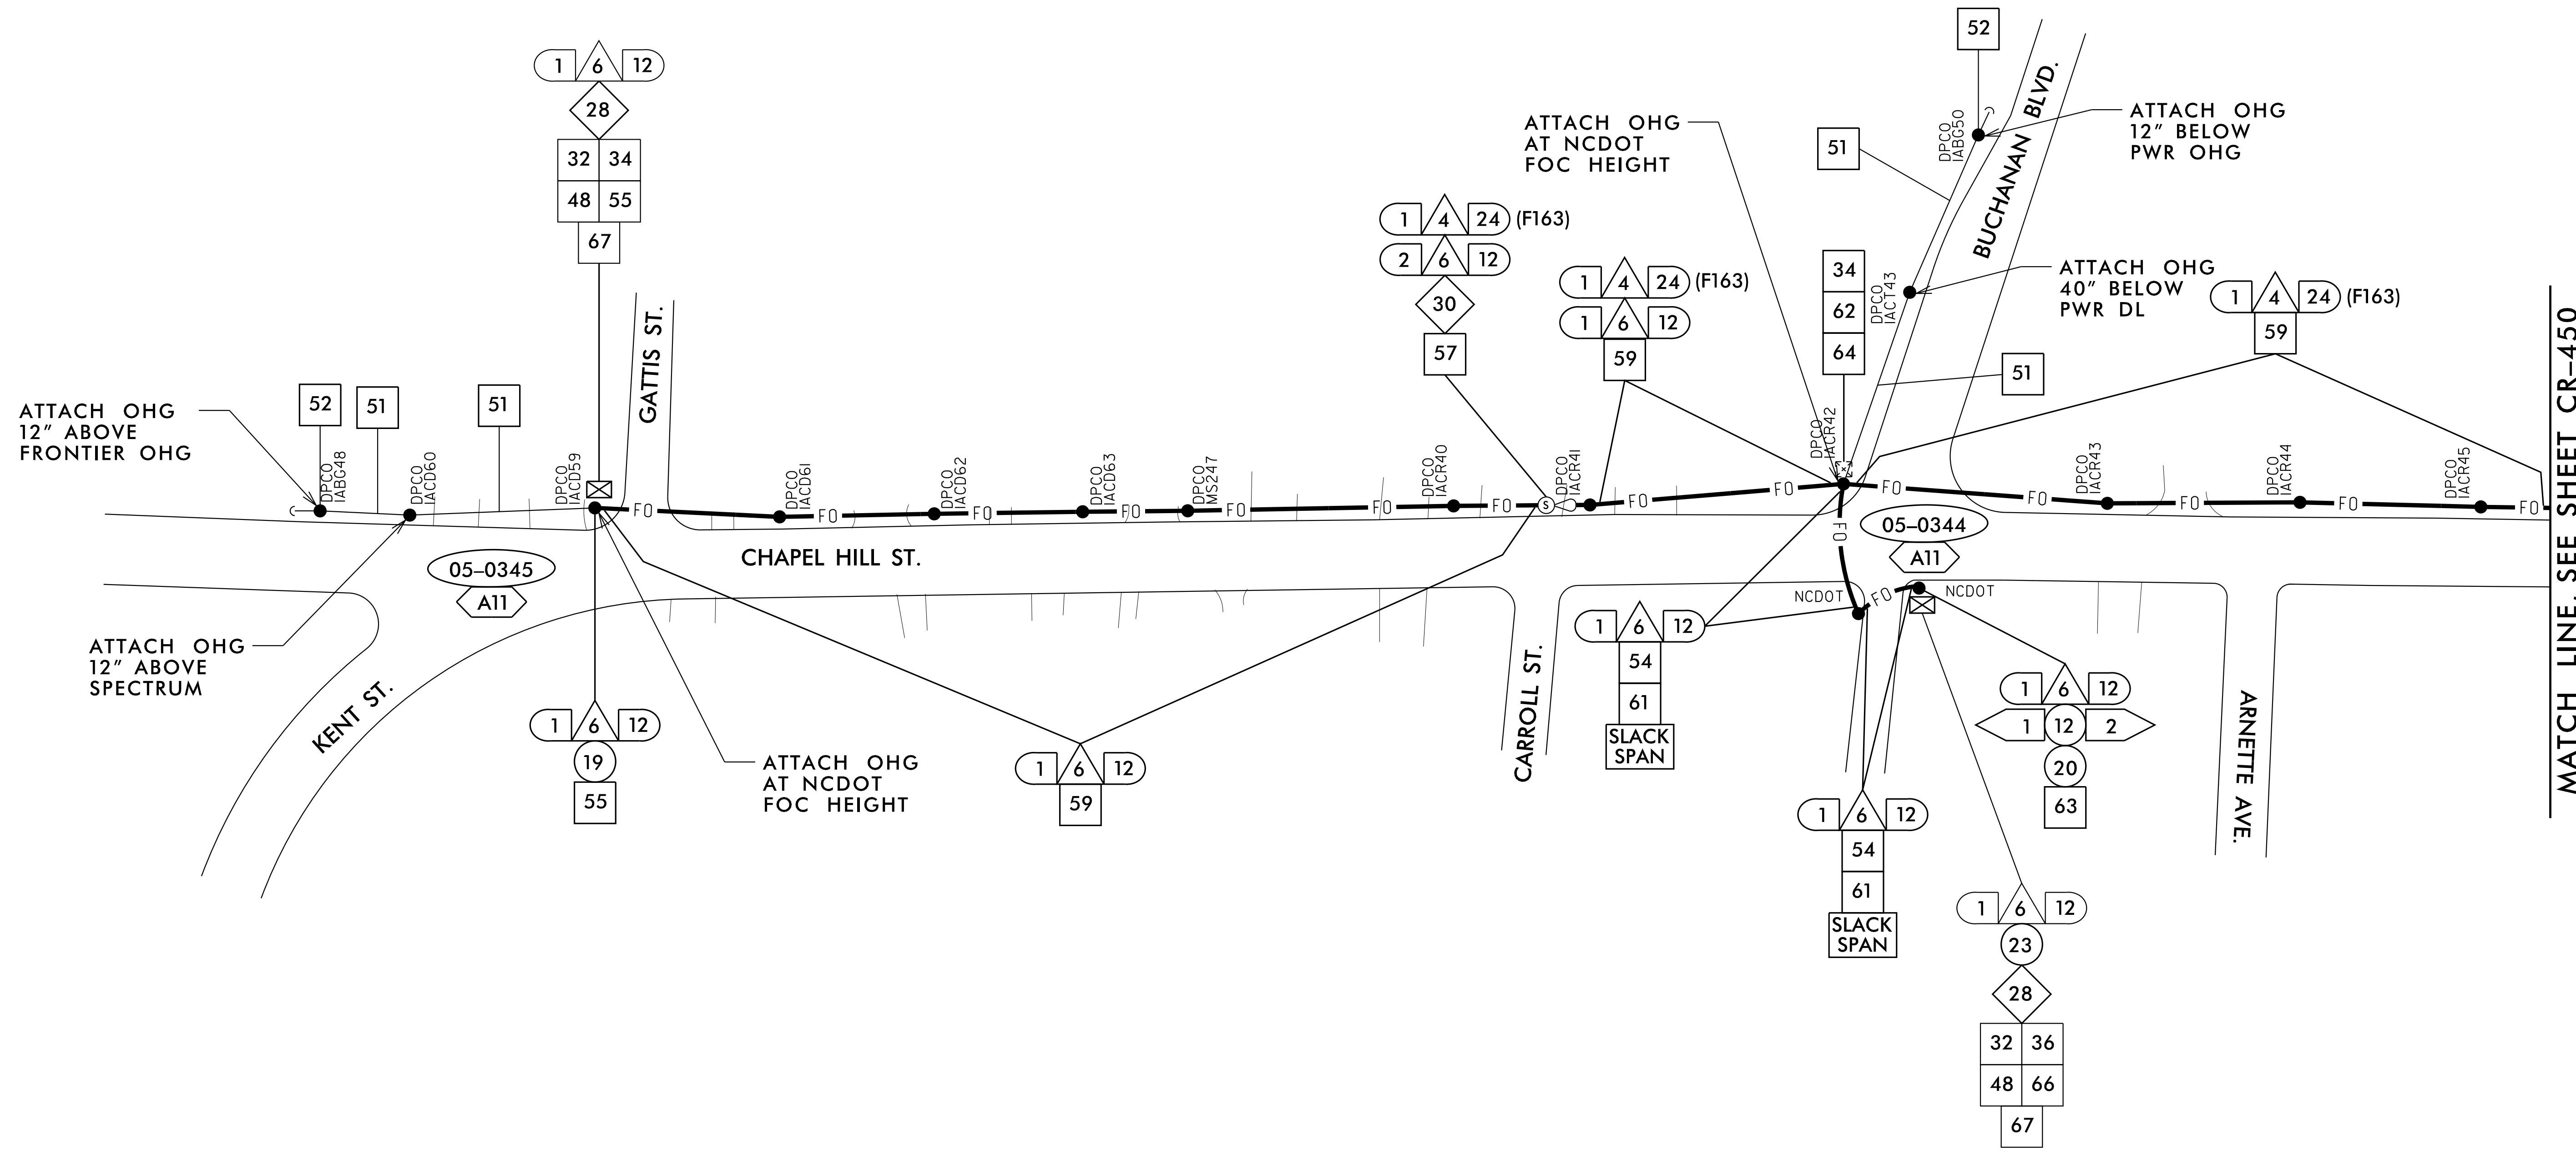 52
1 6 12
28
32 34
48 55
67
ATTACH OHG
AT NCDOT
FOC HEIGHT
51
DPCO
IABG50
BUCHANAN BLVD.
ATTACH OHG
12" BELOW
PWR OHG
1 4 24 (F163)
2 6 12
30
57
1 4 24 (F163)
1 6 12
59
34
62
64
DPCO
IACT43
ATTACH OHG
40" BELOW
PWR DL
1 4 24 (F163)
59
51
GATTIS ST.
ATTACH OHG
12" ABOVE
FRONTIER OHG
52
51
51
DPCO
IABG48
DPCO
IACD60
DPCO
IACD59
DPCO
IACD61
DPCO
IACD62
DPCO
IACD63
DPCO
MS247
DPCO
IACR40
DPCO
IACR41
DPCO
IACR42
DPCO
IACR43
DPCO
IACR44
DPCO
IACR45
FO
FO
FO
FO
FO
FO
FO
FO
FO
FO
FO
FO
FO
FO
S
FO
FO
CHAPEL HILL ST.
05-0345
A11
05-0344
A11
NCDOT
NCDOT
ATTACH OHG
12" ABOVE
SPECTRUM
KENT ST.
1 6 12
19
55
ATTACH OHG
AT NCDOT
FOC HEIGHT
1 6 12
59
CARROLL ST.
1 6 12
54
61
SLACK
SPAN
1 6 12
54
61
SLACK
SPAN
1 6 12
1 12 2
20
63
ARNETTE AVE.
1 6 12
23
28
32 36
48 66
67
MATCH LINE, SEE SHEET CR-450